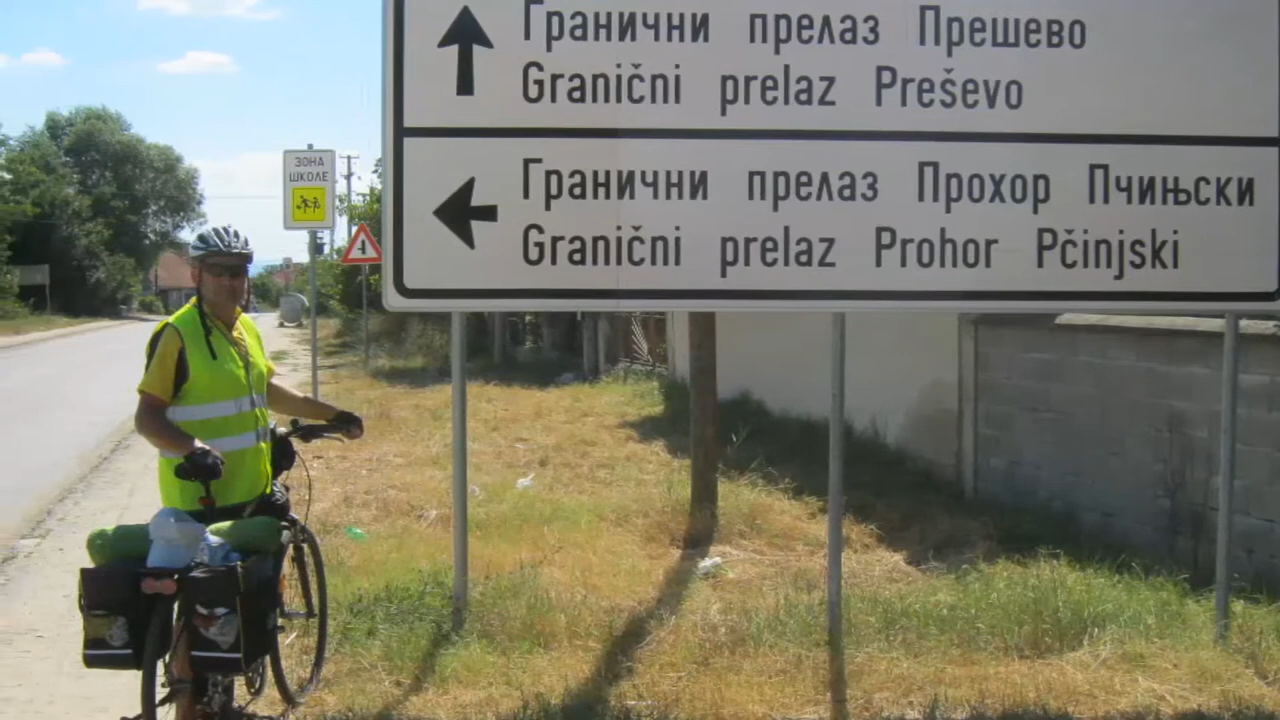 Гранични прелаз Прешево
Granični prelaz Preševo
Гранични прелаз Прохор Пчињски
Granični prelaz Prohor Pčinjski
ЗОНА
ШКОЛЕ